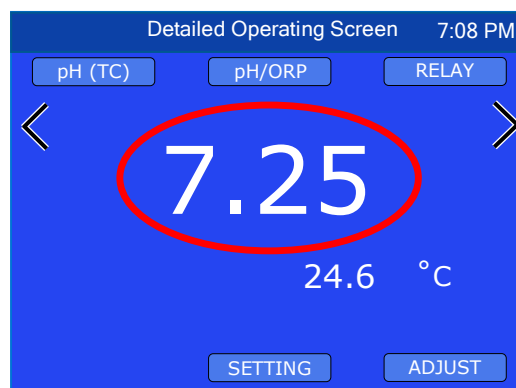 Detailed Operating Screen 7:08 PM
pH (TC) pH/ORP RELAY
7.25
24.6 °C
SETTING ADJUST